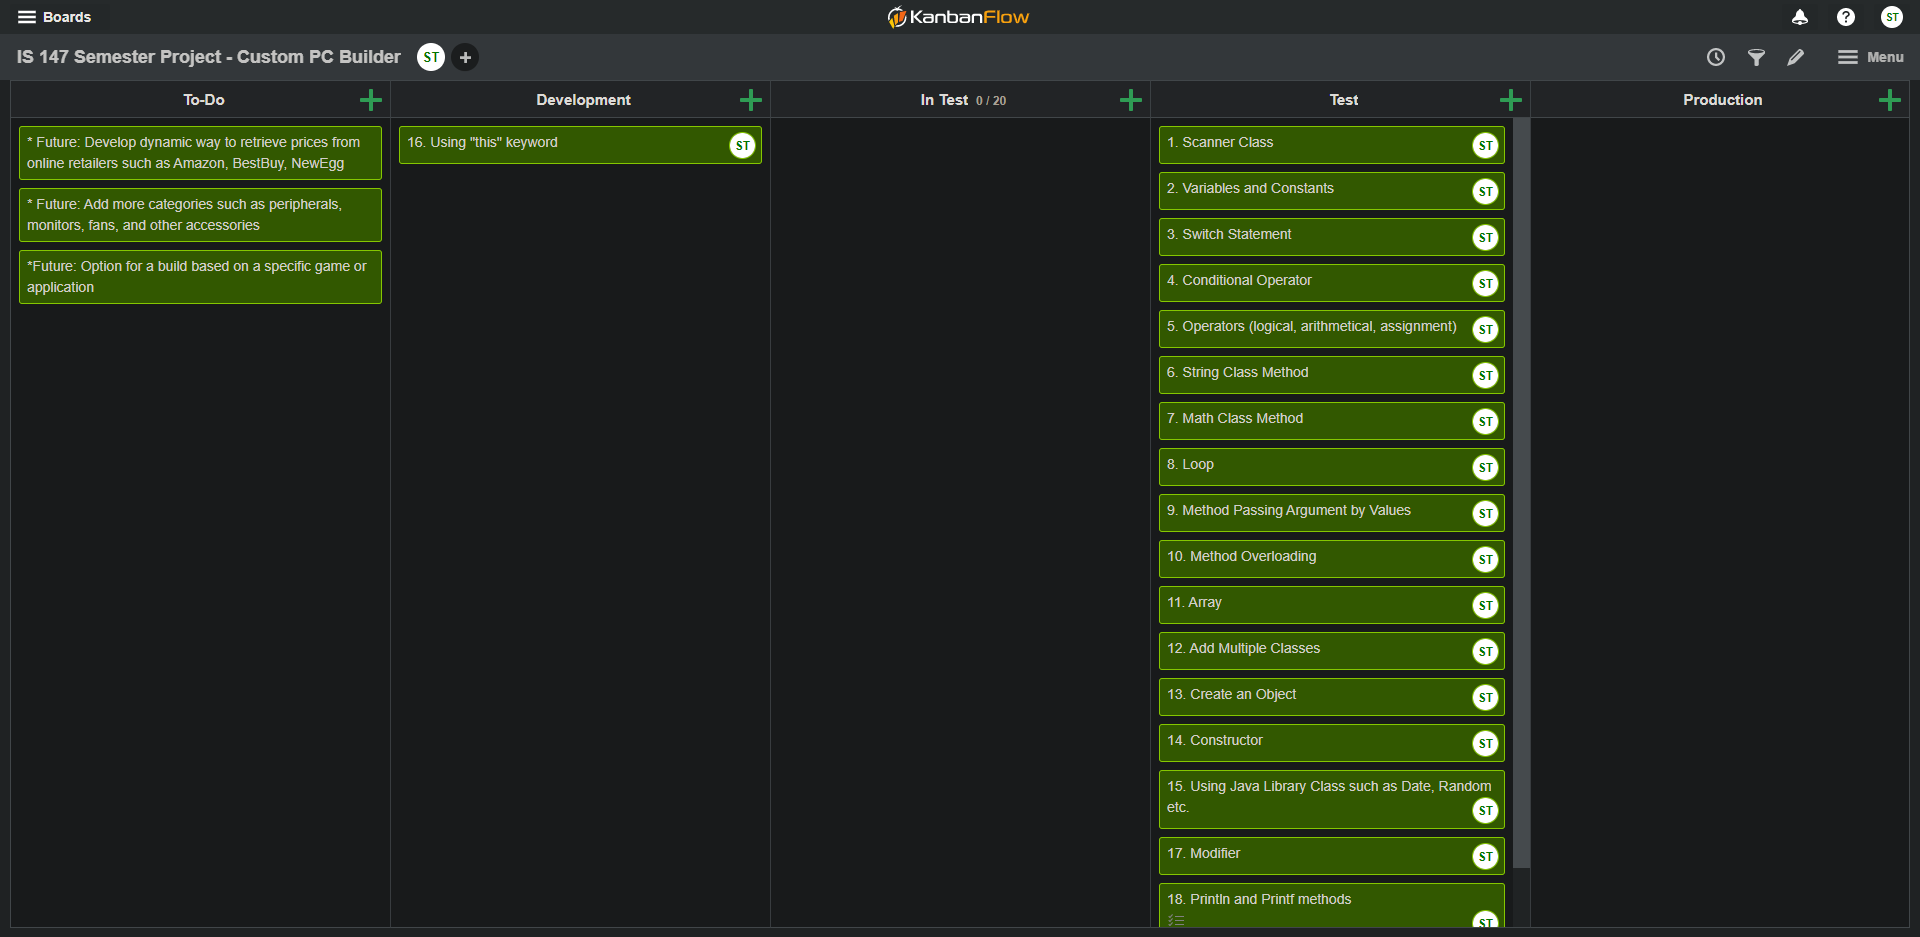 Boards
KanbanFlow
ST
IS 147 Semester Project - Custom PC Builder
ST
Menu
To-Do
Development
In Test 0 / 20
Test
Production
* Future: Develop dynamic way to retrieve prices from
online retailers such as Amazon, BestBuy, NewEgg
* Future: Add more categories such as peripherals,
monitors, fans, and other accessories
*Future: Option for a build based on a specific game or
application
16. Using "this" keyword
ST
1. Scanner Class
ST
2. Variables and Constants
ST
3. Switch Statement
ST
4. Conditional Operator
ST
5. Operators (logical, arithmetical, assignment)
ST
6. String Class Method
ST
7. Math Class Method
ST
8. Loop
ST
9. Method Passing Argument by Values
ST
10. Method Overloading
ST
11. Array
ST
12. Add Multiple Classes
ST
13. Create an Object
ST
14. Constructor
ST
15. Using Java Library Class such as Date, Random
etc.
ST
17. Modifier
ST
18. Println and Printf methods
ST